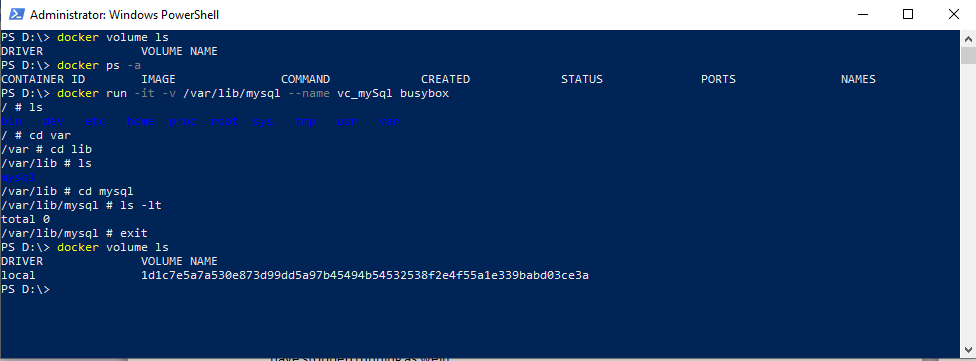 Administrator: Windows PowerShell
PS D:\> docker volume ls
DRIVER VOLUME NAME
PS D:\> docker ps -a
CONTAINER ID IMAGE COMMAND CREATED STATUS PORTS NAMES
PS D:\> docker run -it -v /var/lib/mysql --name vc_mySql busybox
/ # ls
bin dev etc home proc root sys tmp usr var
/ # cd var
/var # cd lib
/var/lib # ls
mysql
/var/lib # cd mysql
/var/lib/mysql # ls -lt
total 0
/var/lib/mysql # exit
PS D:\> docker volume ls
DRIVER VOLUME NAME
local 1d1c7e5a7a530e873d99dd5a97b45494b54532538f2e4f55a1e339babd03ce3a
PS D:\>